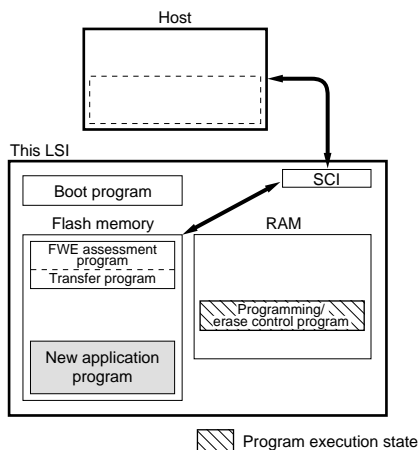 Host
This LSI
SCI
Boot program
Flash memory
RAM
FWE assessment
program
Transfer program
Programming/
erase control program
New application
program
Program execution state